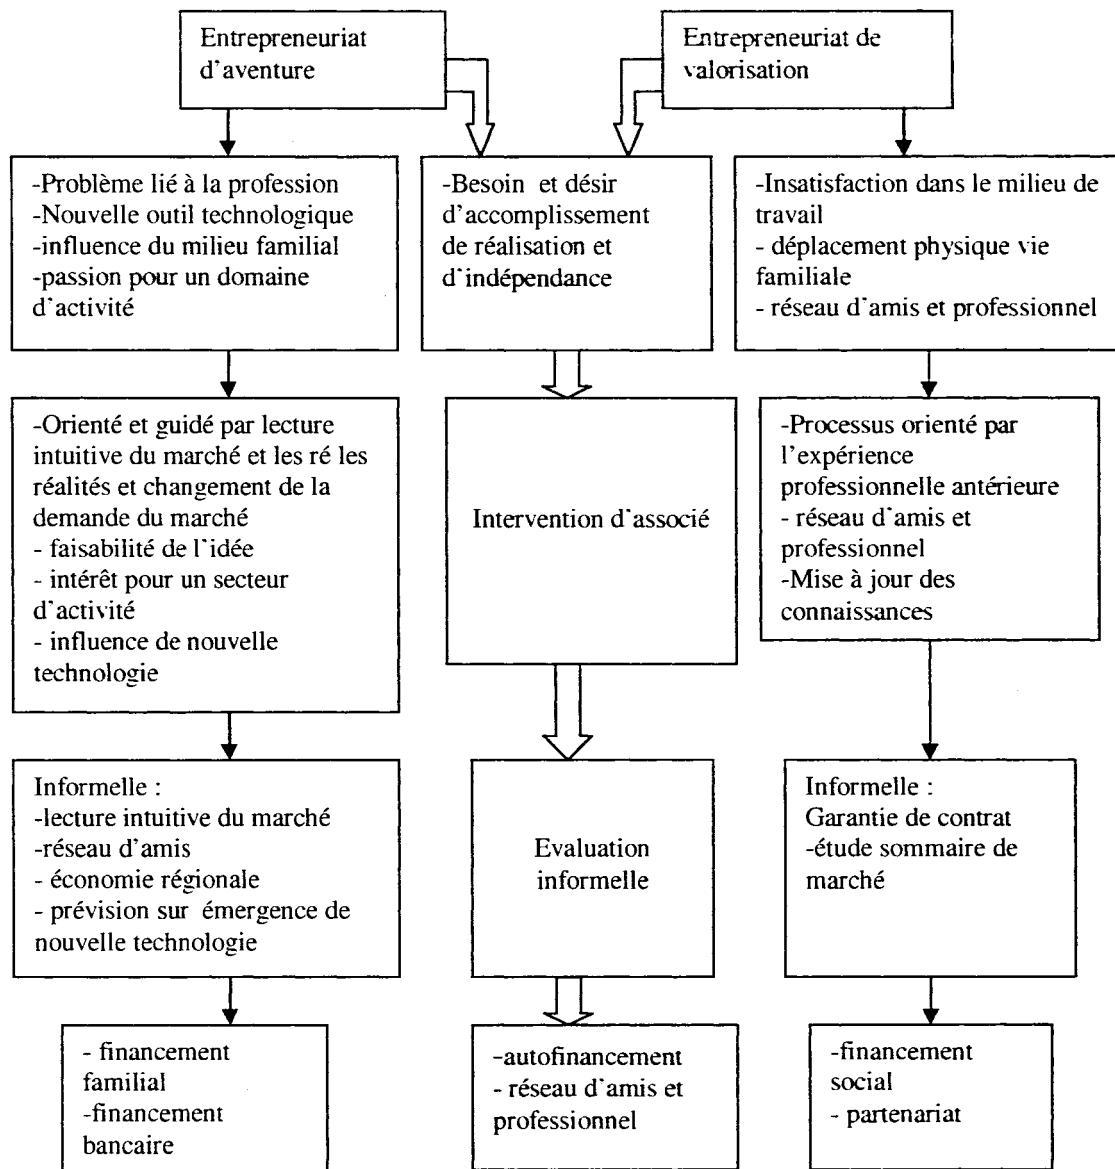 Entrepreneuriat
d'aventure
Entrepreneuriat de
valorisation
-Problème lié à la profession
-Nouvelle outil technologique
-influence du milieu familial
-passion pour un domaine
d'activité
-Besoin et désir
d'accomplissement
de réalisation et
d'indépendance
-Insatisfaction dans le milieu de
travail
- déplacement physique vie
familiale
- réseau d'amis et professionnel
-Orienté et guidé par lecture
intuitive du marché et les ré les
réalités et changement de la
demande du marché
- faisabilité de l'idée
- intérêt pour un secteur
d'activité
- influence de nouvelle
technologie
Intervention d'associé
-Processus orienté par
l'expérience
professionnelle antérieure
- réseau d'amis et
professionnel
-Mise à jour des
connaissances
Informelle :
-lecture intuitive du marché
-réseau d'amis
- économie régionale
- prévision sur émergence de
nouvelle technologie
Evaluation
informelle
Informelle :
Garantie de contrat
-étude sommaire de
marché
- financement
familial
-financement
bancaire
-autofinancement
- réseau d'amis et
professionnel
-financement
social
- partenariat